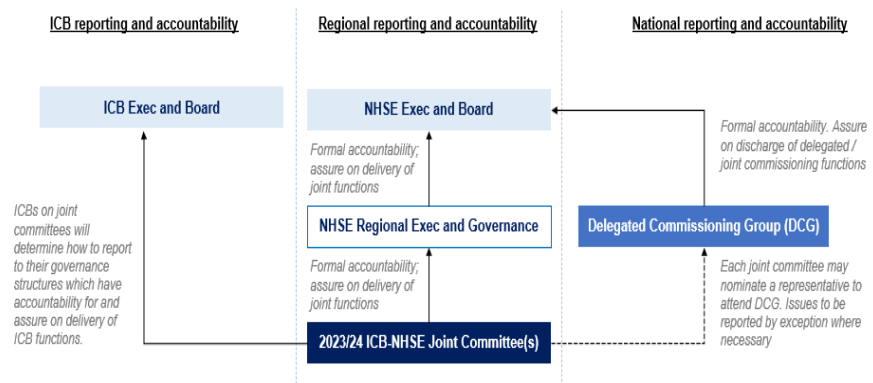 ICB reporting and accountability
Regional reporting and accountability
National reporting and accountability
ICB Exec and Board
NHSE Exec and Board
Formal accountability;
assure on delivery of
joint functions
Formal accountability. Assure
on discharge of delegated /
joint commissioning functions
ICBs on joint
committees will
determine how to report
to their governance
structures which have
accountability for and
assure on delivery of
ICB functions.
NHSE Regional Exec and Governance
Delegated Commissioning Group (DCG)
Formal accountability;
assure on delivery of
joint functions
Each joint committee may
nominate a representative to
attend DCG. Issues to be
reported by exception where
necessary
2023/24 ICB-NHSE Joint Committee(s)